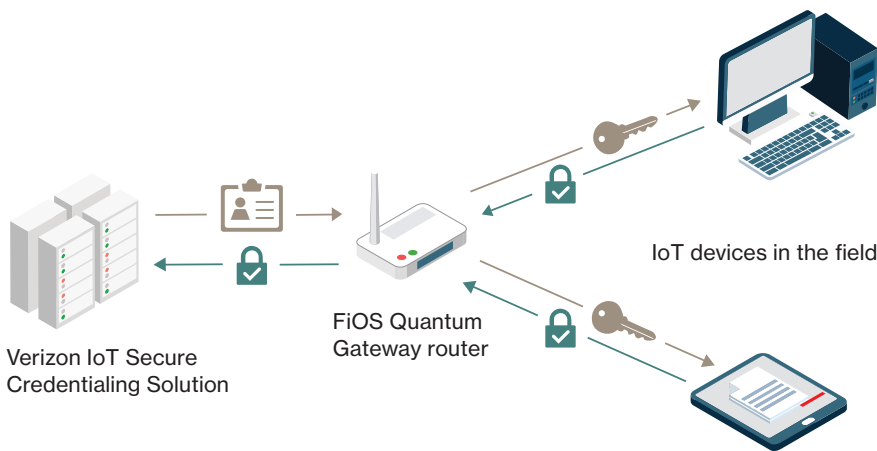 IoT devices in the field
FiOS Quantum
Gateway router
Verizon IoT Secure
Credentialing Solution